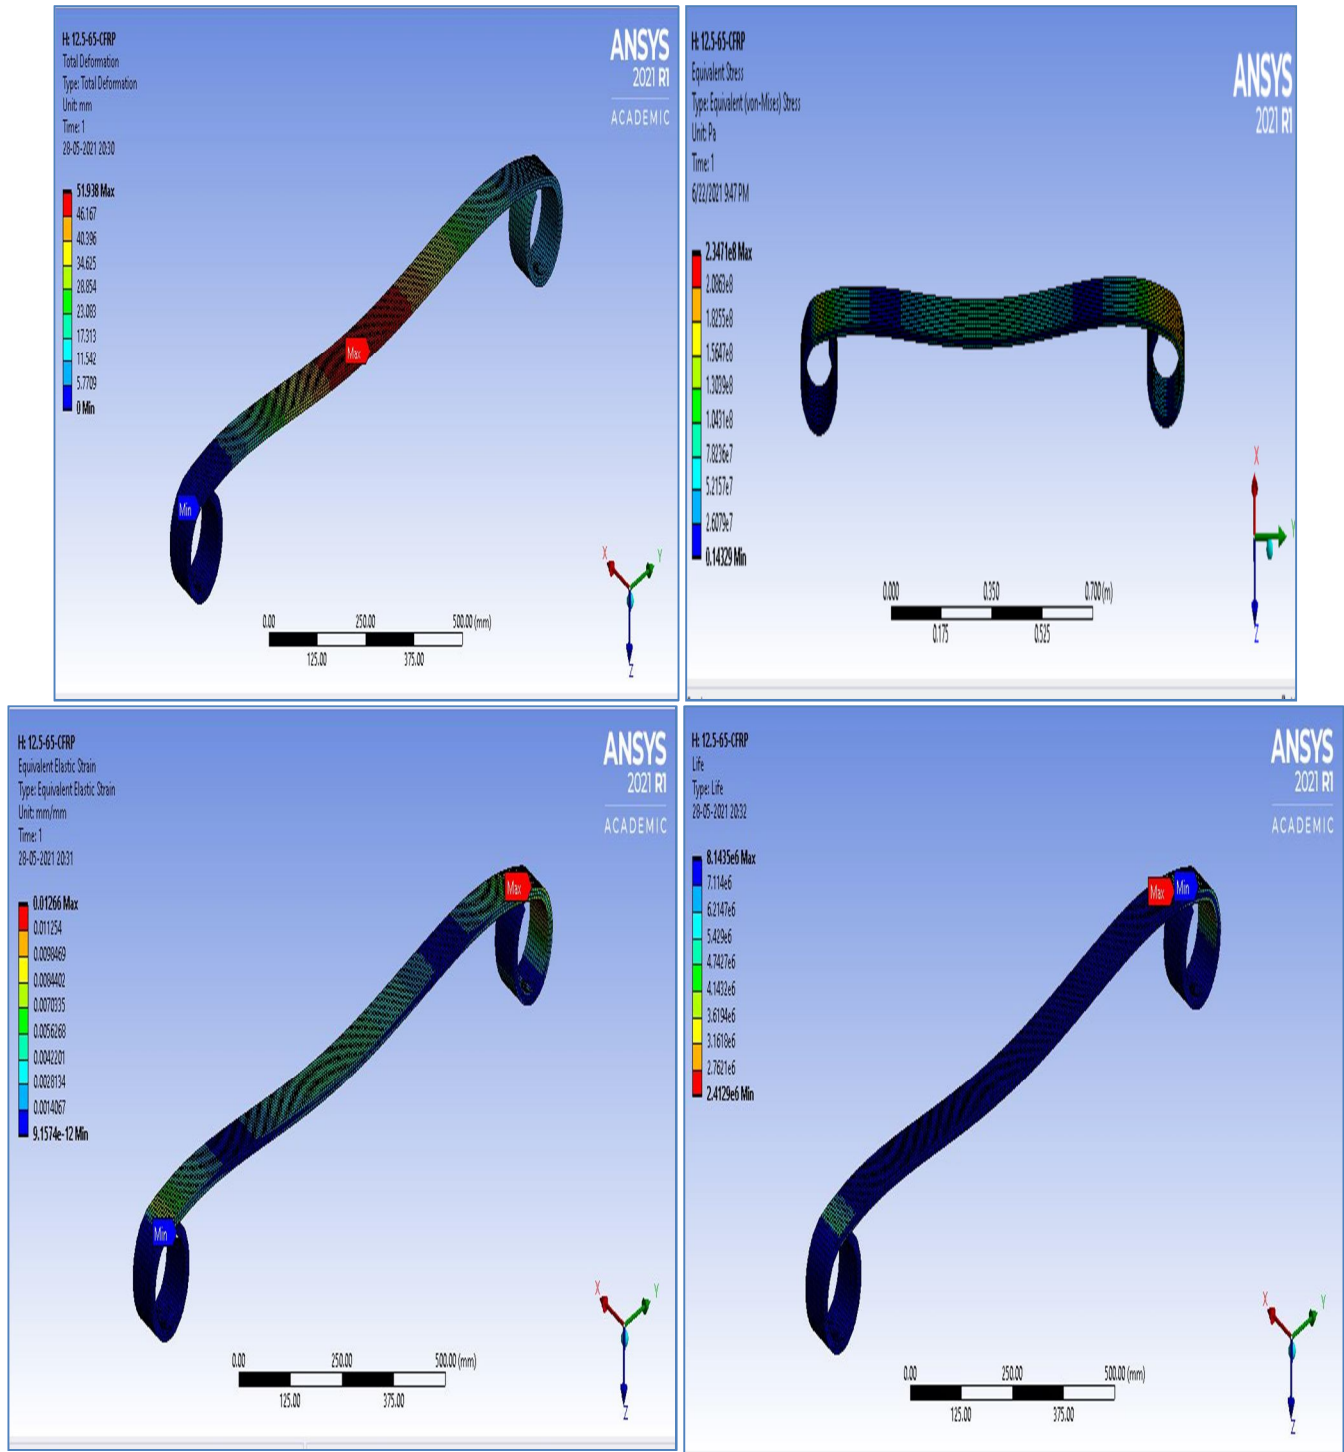 H: 12.5-65-CFRP
Total Deformation
Type: Total Deformation
Unit: mm
Time: 1
28-05-2021 20:30
ANSYS
2021 R1
ACADEMIC
51.938 Max
46.167
40.396
34.625
28.854
23.083
17.313
11.542
5.7709
0 Min
Max
Min
0.00
250.00
500.00 (mm)
125.00
375.00
X
Y
Z
H: 12.5-65-CFRP
Equivalent Stress
Type: Equivalent (von-Mises) Stress
Unit: Pa
Time: 1
6/22/2021 9:47 PM
ANSYS
2021 R1
2.3471e8 Max
2.0863e8
1.8255e8
1.5647e8
1.3039e8
1.0431e8
7.8236e7
5.2157e7
2.6079e7
0.14329 Min
0.000
0.350
0.700 (m)
0.175
0.525
X
Y
Z
H: 12.5-65-CFRP
Equivalent Elastic Strain
Type: Equivalent Elastic Strain
Unit: mm/mm
Time: 1
28-05-2021 20:31
ANSYS
2021 R1
ACADEMIC
0.01266 Max
0.011254
0.0098469
0.0084402
0.0070335
0.0056268
0.0042201
0.0028134
0.0014067
9.1574e-12 Min
Max
Min
0.00
250.00
500.00 (mm)
125.00
375.00
X
Y
Z
H: 12.5-65-CFRP
Life
Type: Life
28-05-2021 20:32
ANSYS
2021 R1
ACADEMIC
8.1435e6 Max
7.114e6
6.2147e6
5.429e6
4.7427e6
4.1432e6
3.6194e6
3.1618e6
2.7621e6
2.4129e6 Min
Max
Min
0.00
250.00
500.00 (mm)
125.00
375.00
X
Y
Z